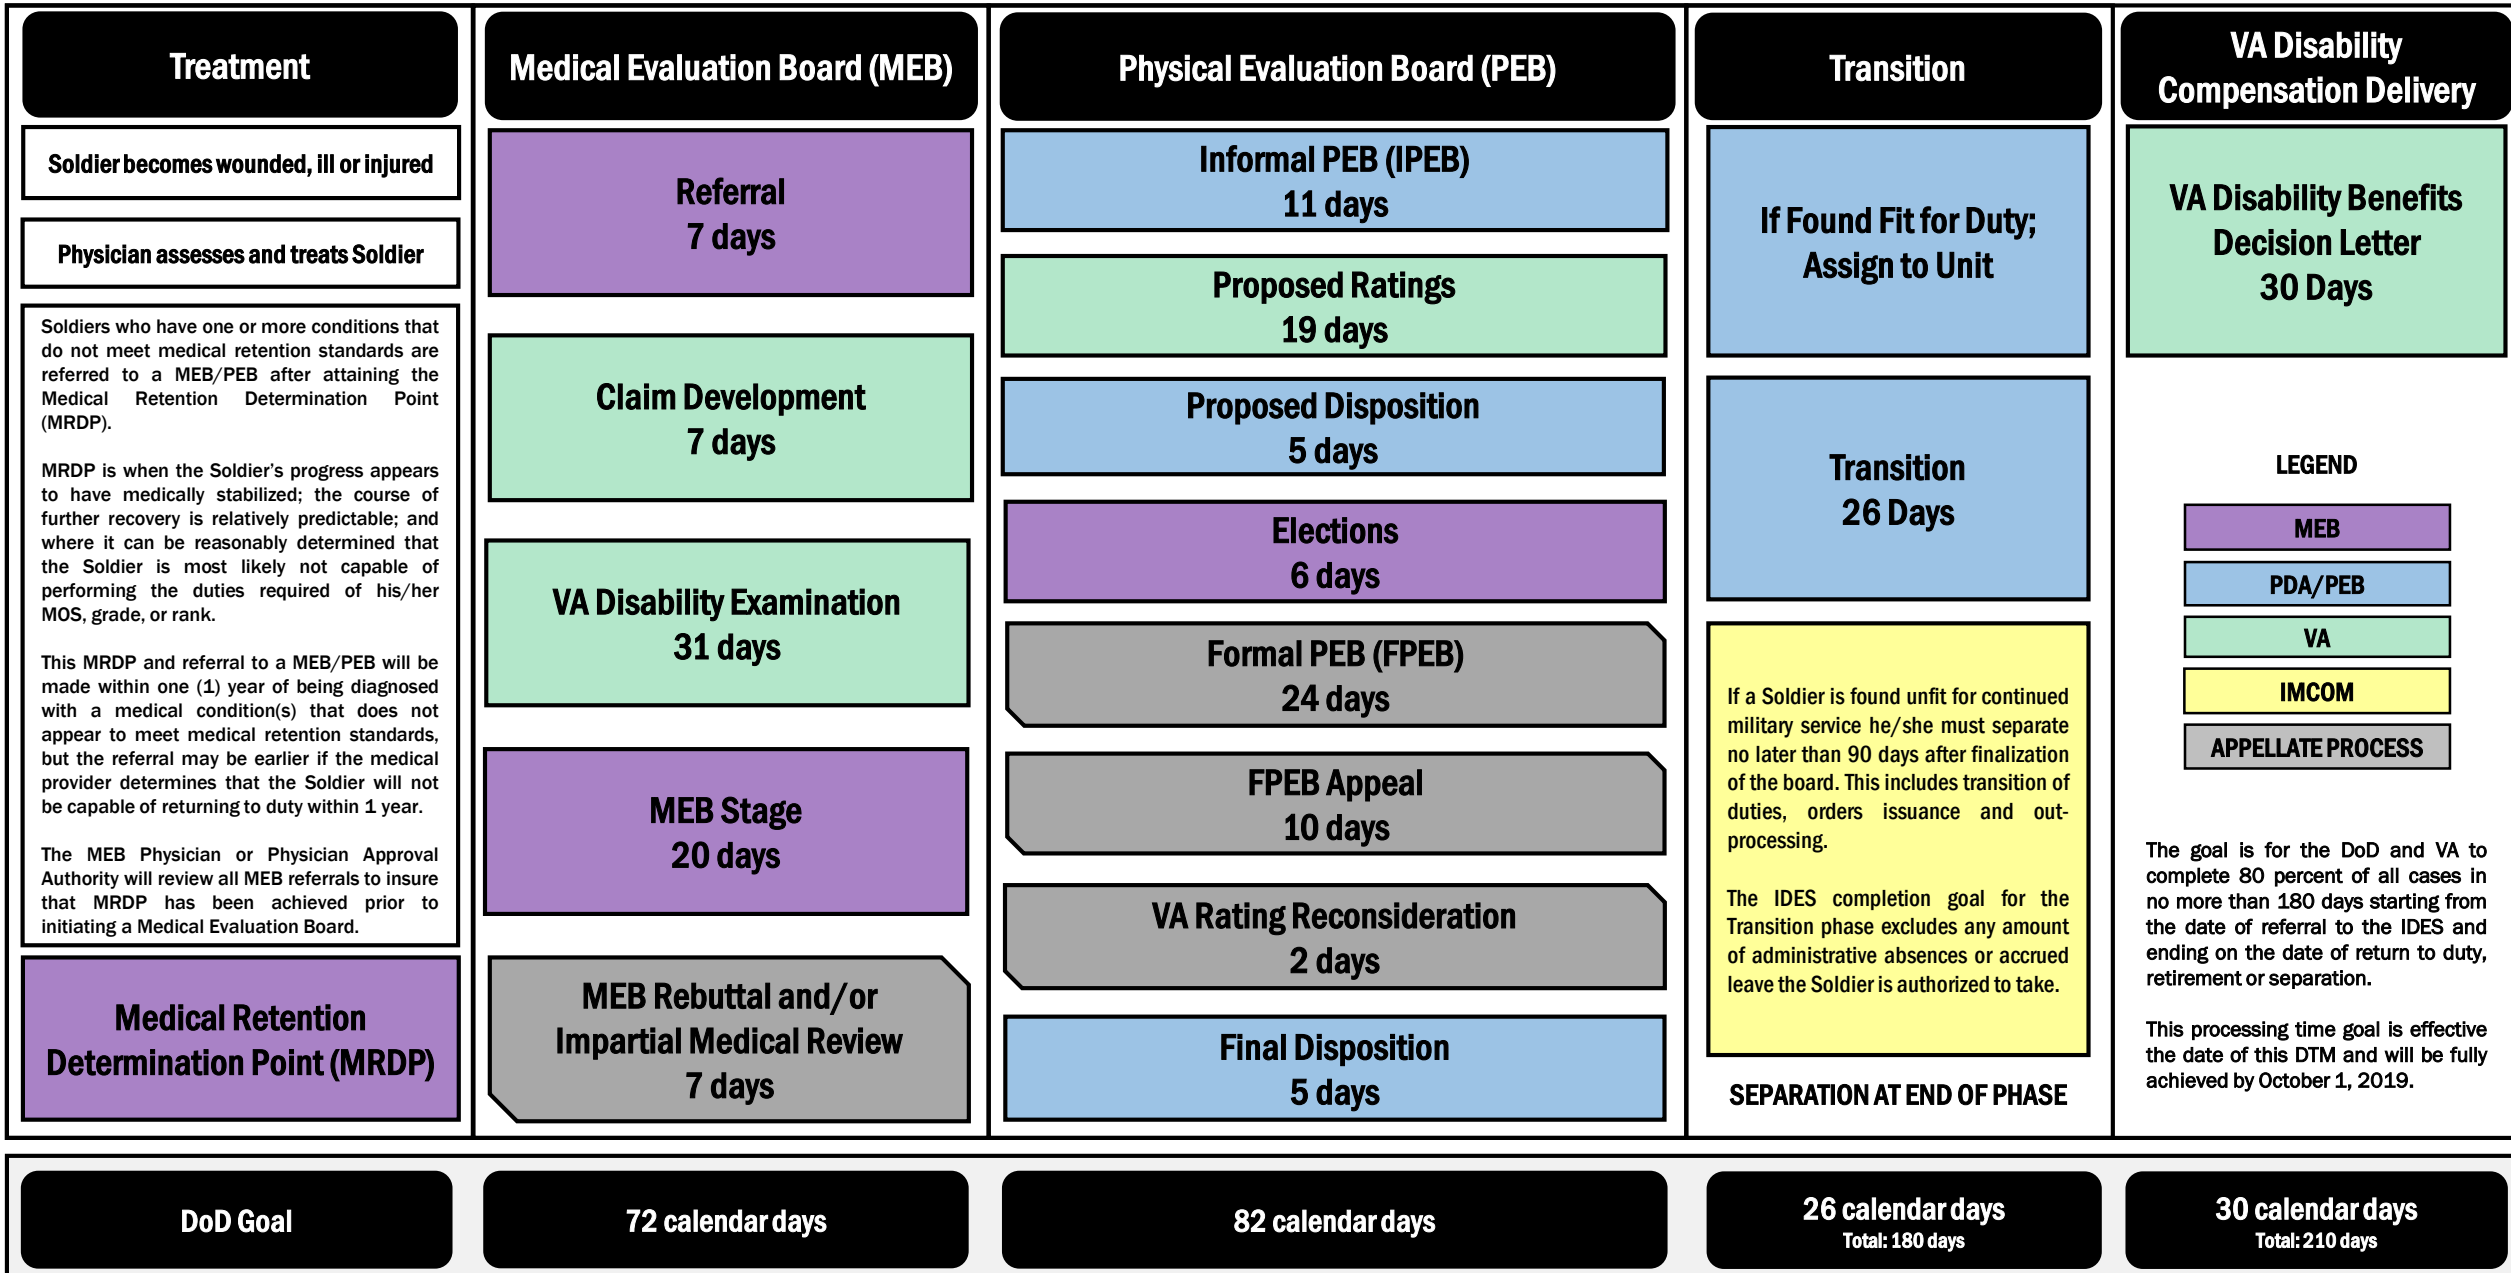 Treatment
Soldier becomes wounded, ill or injured
Physician assesses and treats Soldier
Soldiers who have one or more conditions that
do not meet medical retention standards are
referred to a MEB/PEB after attaining the
Medical Retention Determination Point
(MRDP).
MRDP is when the Soldier's progress appears
to have medically stabilized; the course of
further recovery is relatively predictable; and
where it can be reasonably determined that
the Soldier is most likely not capable of
performing the duties required of his/her
MOS, grade, or rank.
This MRDP and referral to a MEB/PEB will be
made within one (1) year of being diagnosed
with a medical condition(s) that does not
appear to meet medical retention standards,
but the referral may be earlier if the medical
provider determines that the Soldier will not
be capable of returning to duty within 1 year.
The MEB Physician or Physician Approval
Authority will review all MEB referrals to insure
that MRDP has been achieved prior to
initiating a Medical Evaluation Board.
Medical Retention
Determination Point (MRDP)
Medical Evaluation Board (MEB)
Referral
7 days
Claim Development
7 days
VA Disability Examination
31 days
MEB Stage
20 days
MEB Rebuttal and/or
Impartial Medical Review
7 days
Physical Evaluation Board (PEB)
Informal PEB (IPEB)
11 days
Proposed Ratings
19 days
Proposed Disposition
5 days
Elections
6 days
Formal PEB (FPEB)
24 days
FPEB Appeal
10 days
VA Rating Reconsideration
2 days
Final Disposition
5 days
Transition
If Found Fit for Duty;
Assign to Unit
Transition
26 Days
If a Soldier is found unfit for continued
military service he/she must separate
no later than 90 days after finalization
of the board. This includes transition of
duties, orders issuance and out-
processing.
The IDES completion goal for the
Transition phase excludes any amount
of administrative absences or accrued
leave the Soldier is authorized to take.
SEPARATION AT END OF PHASE
VA Disability
Compensation Delivery
VA Disability Benefits
Decision Letter
30 Days
LEGEND
MEB
PDA/PEB
VA
IMCOM
APPELLATE PROCESS
The goal is for the DoD and VA to
complete 80 percent of all cases in
no more than 180 days starting from
the date of referral to the IDES and
ending on the date of return to duty,
retirement or separation.
This processing time goal is effective
the date of this DTM and will be fully
achieved by October 1, 2019.
DoD Goal
72 calendar days
82 calendar days
26 calendar days
Total: 180 days
30 calendar days
Total: 210 days